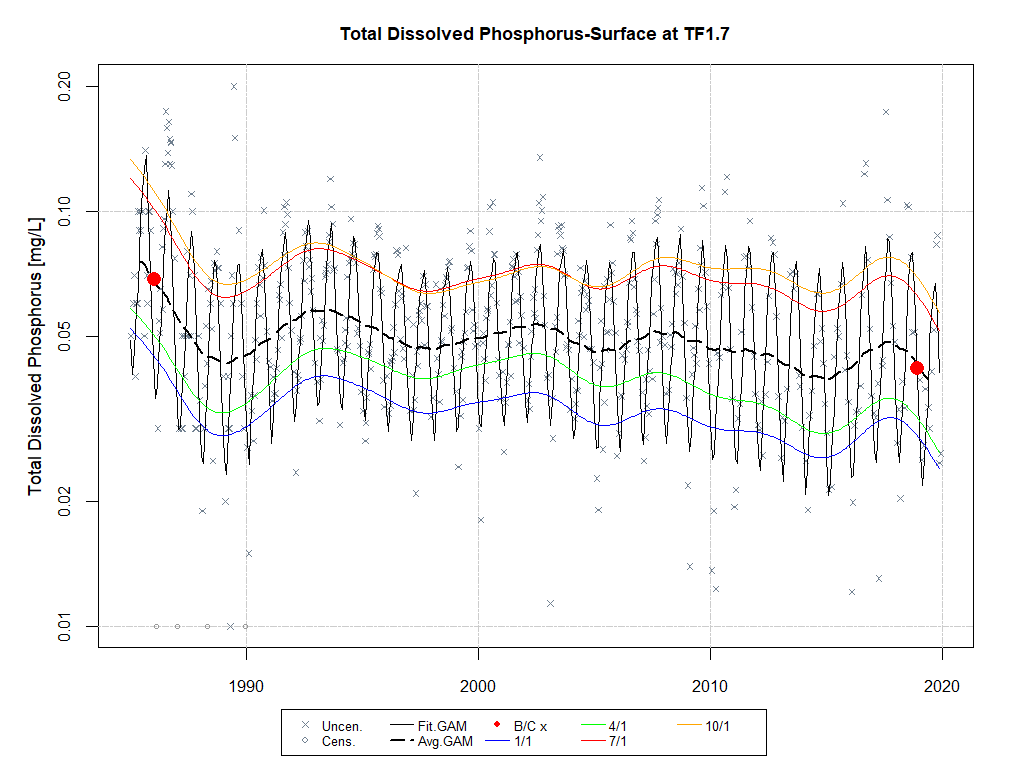 Total Dissolved Phosphorus-Surface at TF1.7
Total Dissolved Phosphorus [mg/L]
0.20
0.10
0.05
0.02
0.01
1990 2000 2010 2020
Uncen. Fit.GAM B/C x 4/1 10/1
Cens. Avg.GAM 1/1 7/1